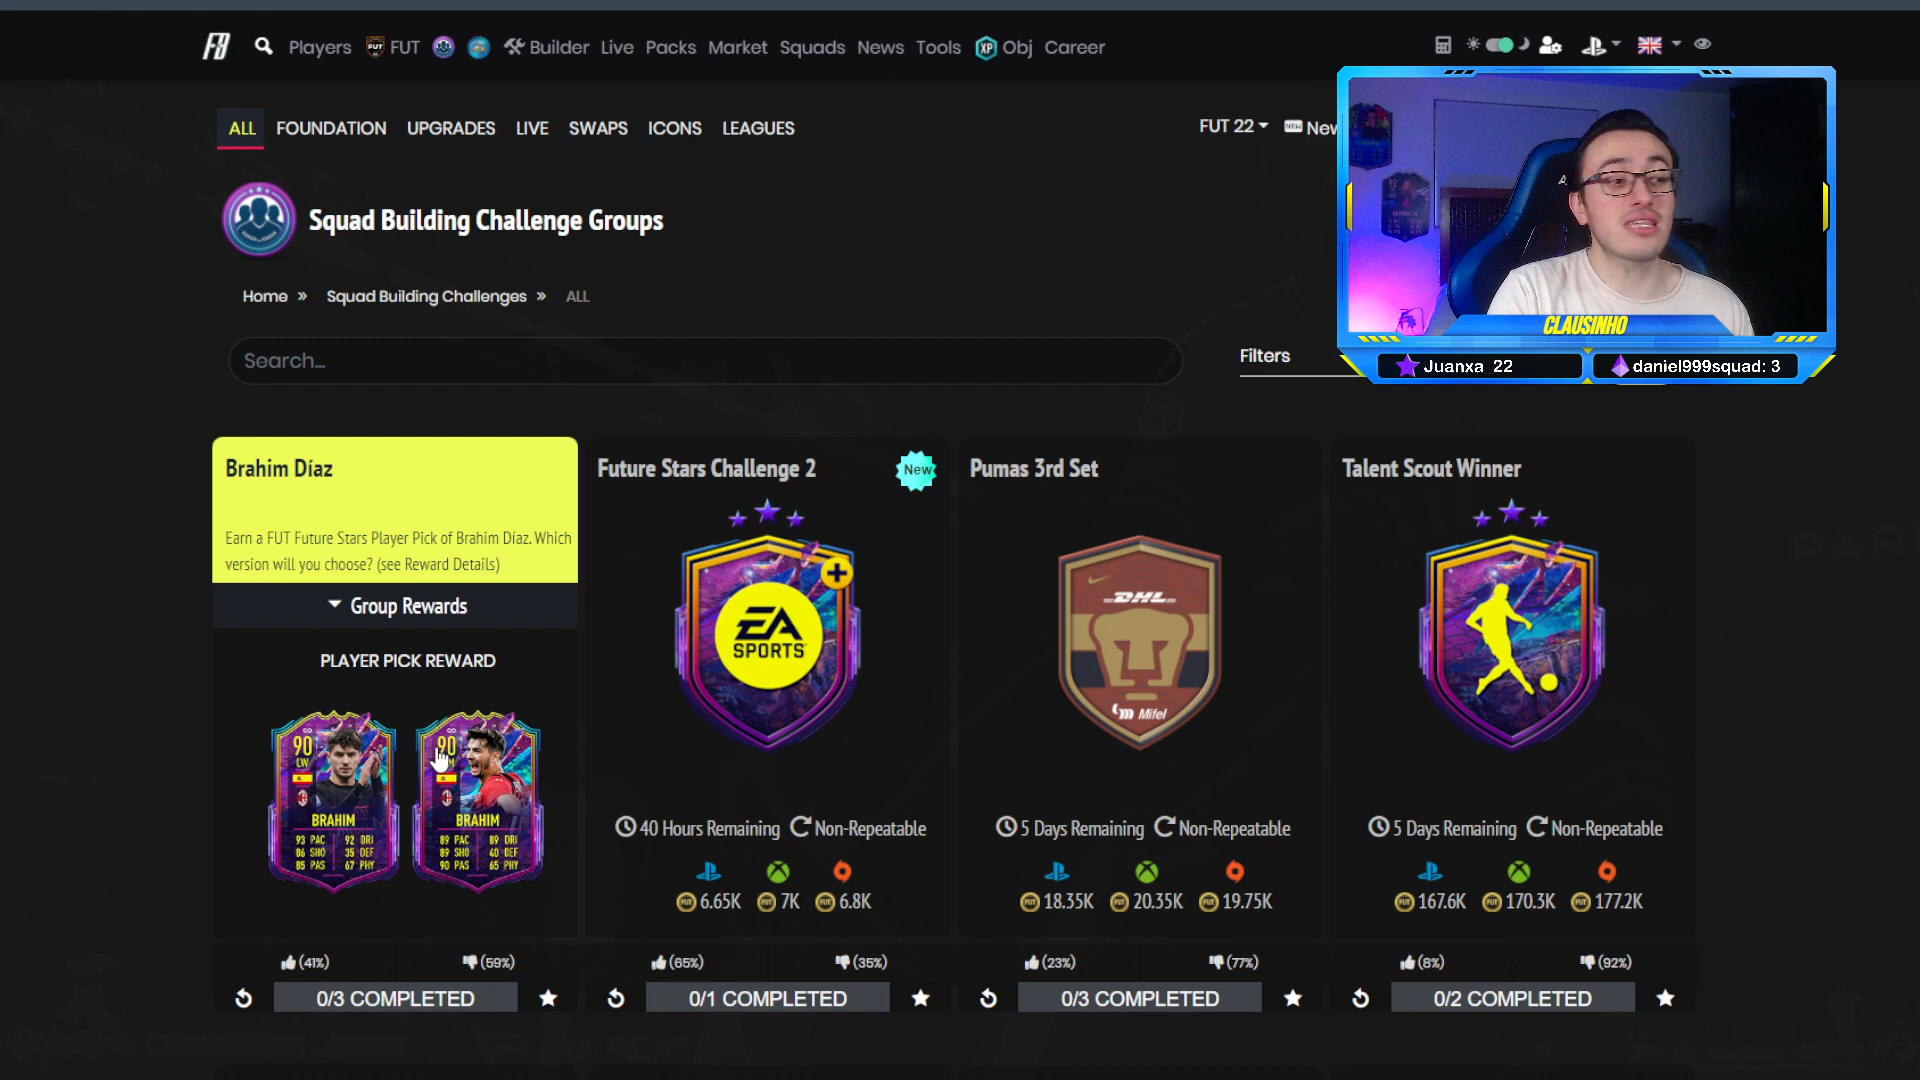 Players FUT Builder Live Packs Market Squads News Tools XP Obj Career
ALL FOUNDATION UPGRADES LIVE SWAPS ICONS LEAGUES
FUT 22 NEW New
Squad Building Challenge Groups
Home » Squad Building Challenges » ALL
Search...
Filters
CLAUSINHO
Juanxa_22
daniel999squad: 3
Brahim Díaz
Earn a FUT Future Stars Player Pick of Brahim Díaz. Which
version will you choose? (see Reward Details)
Group Rewards
PLAYER PICK REWARD
90
LW
BRAHIM
93 PAC 92 DRI
86 SHO 35 DEF
85 PAS 67 PHY
90
BRAHIM
89 PAC 89 DRI
89 SHO 40 DEF
90 PAS 65 PHY
(41%) (59%)
0/3 COMPLETED
Future Stars Challenge 2
New
EA
SPORTS
40 Hours Remaining Non-Repeatable
6.65K 7K 6.8K
(65%) (35%)
0/1 COMPLETED
Pumas 3rd Set
DHL
Mifel
5 Days Remaining Non-Repeatable
18.35K 20.35K 19.75K
(23%) (77%)
0/3 COMPLETED
Talent Scout Winner
5 Days Remaining Non-Repeatable
167.6K 170.3K 177.2K
(8%) (92%)
0/2 COMPLETED